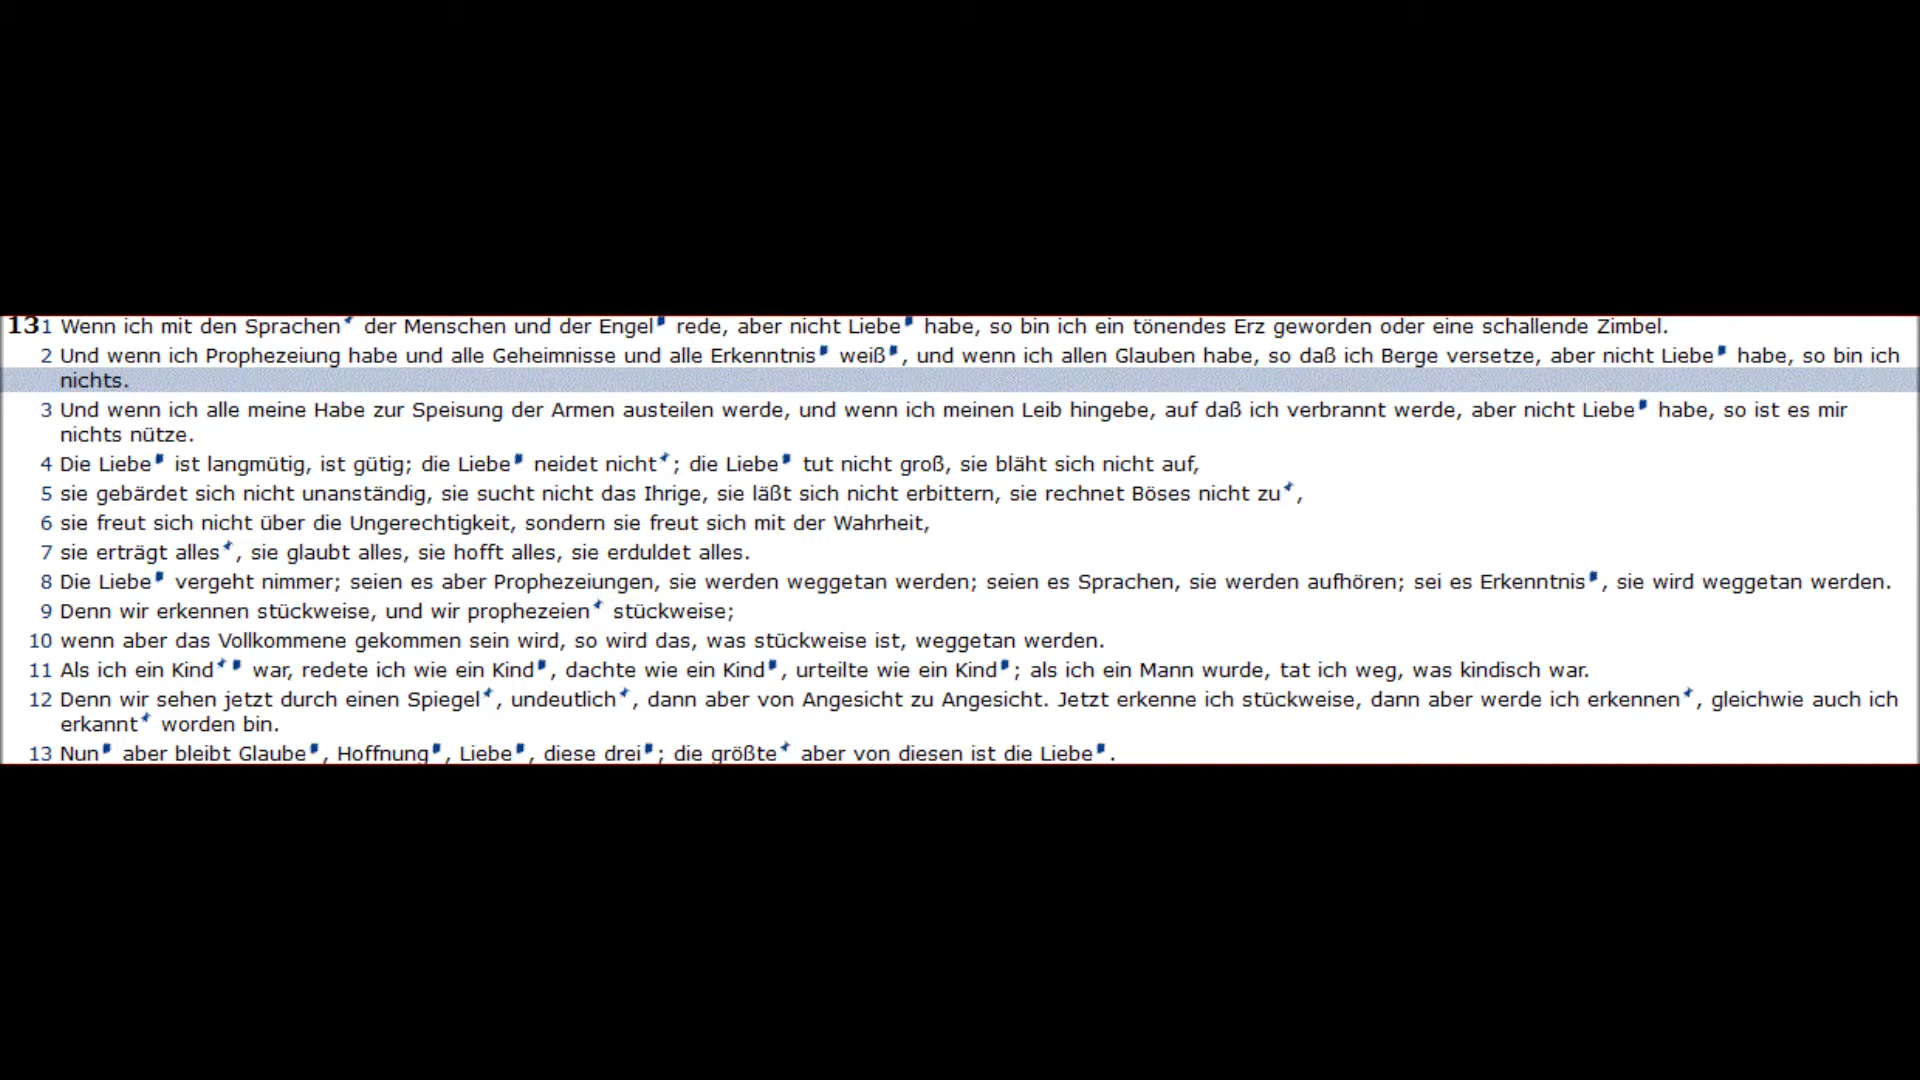 131 Wenn ich mit den Sprachen der Menschen und der Engel rede, aber nicht Liebe habe, so bin ich ein tönendes Erz geworden oder eine schallende Zimbel.
2 Und wenn ich Prophezeiung habe und alle Geheimnisse und alle Erkenntnis weiß, und wenn ich allen Glauben habe, so daß ich Berge versetze, aber nicht Liebe habe, so bin ich
nichts.
3 Und wenn ich alle meine Habe zur Speisung der Armen austeilen werde, und wenn ich meinen Leib hingebe, auf daß ich verbrannt werde, aber nicht Liebe habe, so ist es mir
nichts nütze.
4 Die Liebe ist langmütig, ist gütig; die Liebe neidet nicht; die Liebe tut nicht groß, sie bläht sich nicht auf,
5 sie gebärdet sich nicht unanständig, sie sucht nicht das Ihrige, sie läßt sich nicht erbittern, sie rechnet Böses nicht zu,
6 sie freut sich nicht über die Ungerechtigkeit, sondern sie freut sich mit der Wahrheit,
7 sie erträgt alles, sie glaubt alles, sie hofft alles, sie erduldet alles.
8 Die Liebe vergeht nimmer; seien es aber Prophezeiungen, sie werden weggetan werden; seien es Sprachen, sie werden aufhören; sei es Erkenntnis, sie wird weggetan werden.
9 Denn wir erkennen stückweise, und wir prophezeien stückweise;
10 wenn aber das Vollkommene gekommen sein wird, so wird das, was stückweise ist, weggetan werden.
11 Als ich ein Kind war, redete ich wie ein Kind, dachte wie ein Kind, urteilte wie ein Kind; als ich ein Mann wurde, tat ich weg, was kindisch war.
12 Denn wir sehen jetzt durch einen Spiegel, undeutlich, dann aber von Angesicht zu Angesicht. Jetzt erkenne ich stückweise, dann aber werde ich erkennen, gleichwie auch ich
erkannt worden bin.
13 Nun aber bleibt Glaube, Hoffnung, Liebe, diese drei; die größte aber von diesen ist die Liebe.